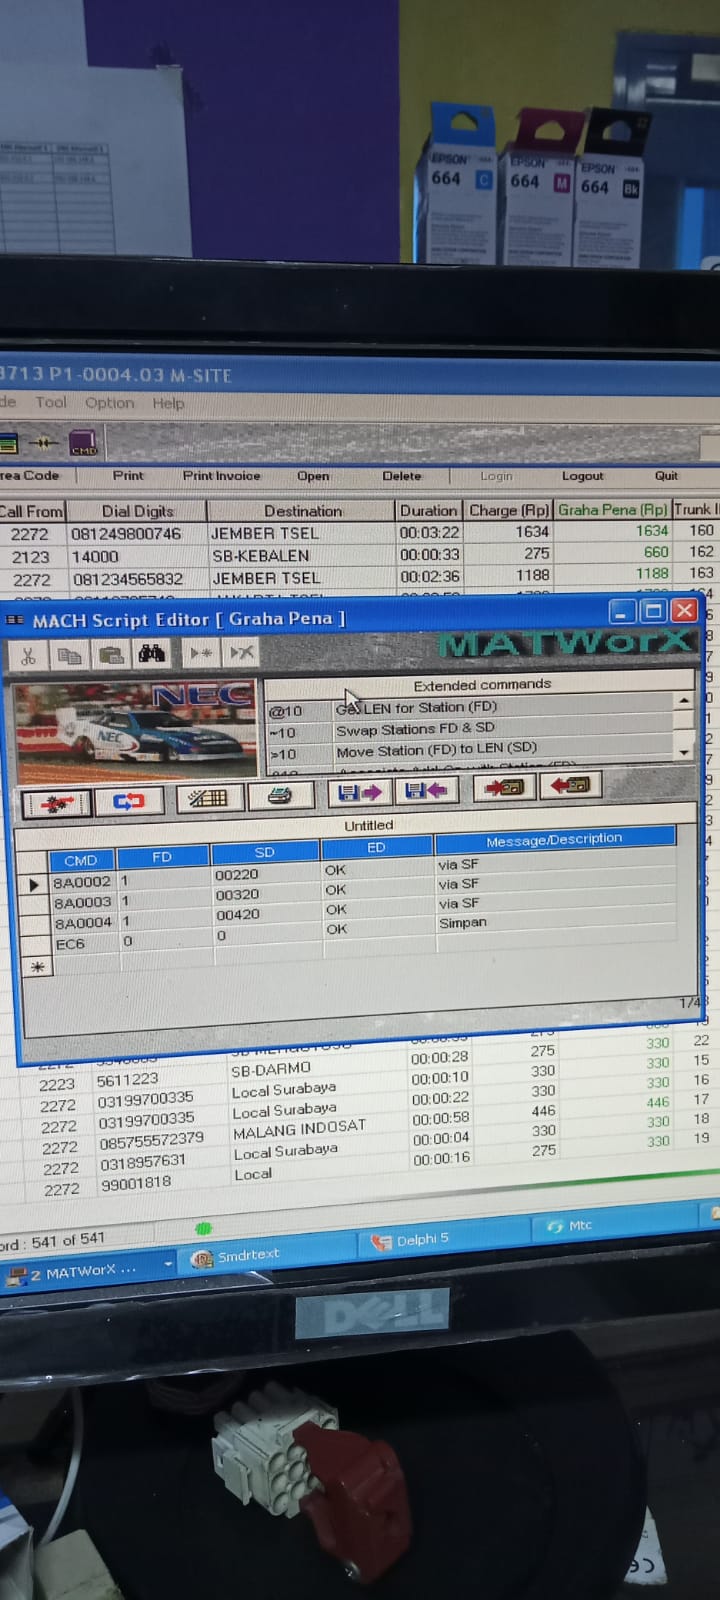 EPSON
664 C
EPSON
664 M
EPSON
664 Bk
3713 P1-0004.03 M-SITE
de Tool Option Help
CMD
rea Code Print Print Invoice Open Delete Login Logout Quit
Call From Dial Digits Destination Duration Charge (Rp) Graha Pena (Rp) Trunk
2272 081249800746 JEMBER TSEL 00:03:22 1634 1634 160
2123 14000 SB-KEBALEN 00:00:33 275 660 162
2272 081234565832 JEMBER TSEL 00:02:36 1188 1188 163
MACH Script Editor [ Graha Pena ]
MATWorX
NEC
NEC
Extended commands
@10 Get LEN for Station (FD)
~10 Swap Stations FD & SD
>10 Move Station (FD) to LEN (SD)
Untitled
CMD FD SD ED Message/Description
8A0002 1 00220 OK via SF
8A0003 1 00320 OK via SF
8A0004 1 00420 OK via SF
EC6 0 0 OK Simpan
2223 5611223 SB-DARMO 00:00:28 275 330 22
2272 03199700335 Local Surabaya 00:00:10 330 330 15
2272 03199700335 Local Surabaya 00:00:22 330 330 16
2272 085755572379 MALANG INDOSAT 00:00:58 446 446 17
2272 0318957631 Local Surabaya 00:00:04 330 330 18
2272 99001818 Local 00:00:16 275 330 19
ord : 541 of 541
2 MATWorX ... Smdrtext Delphi 5 Mtc
DELL
CE